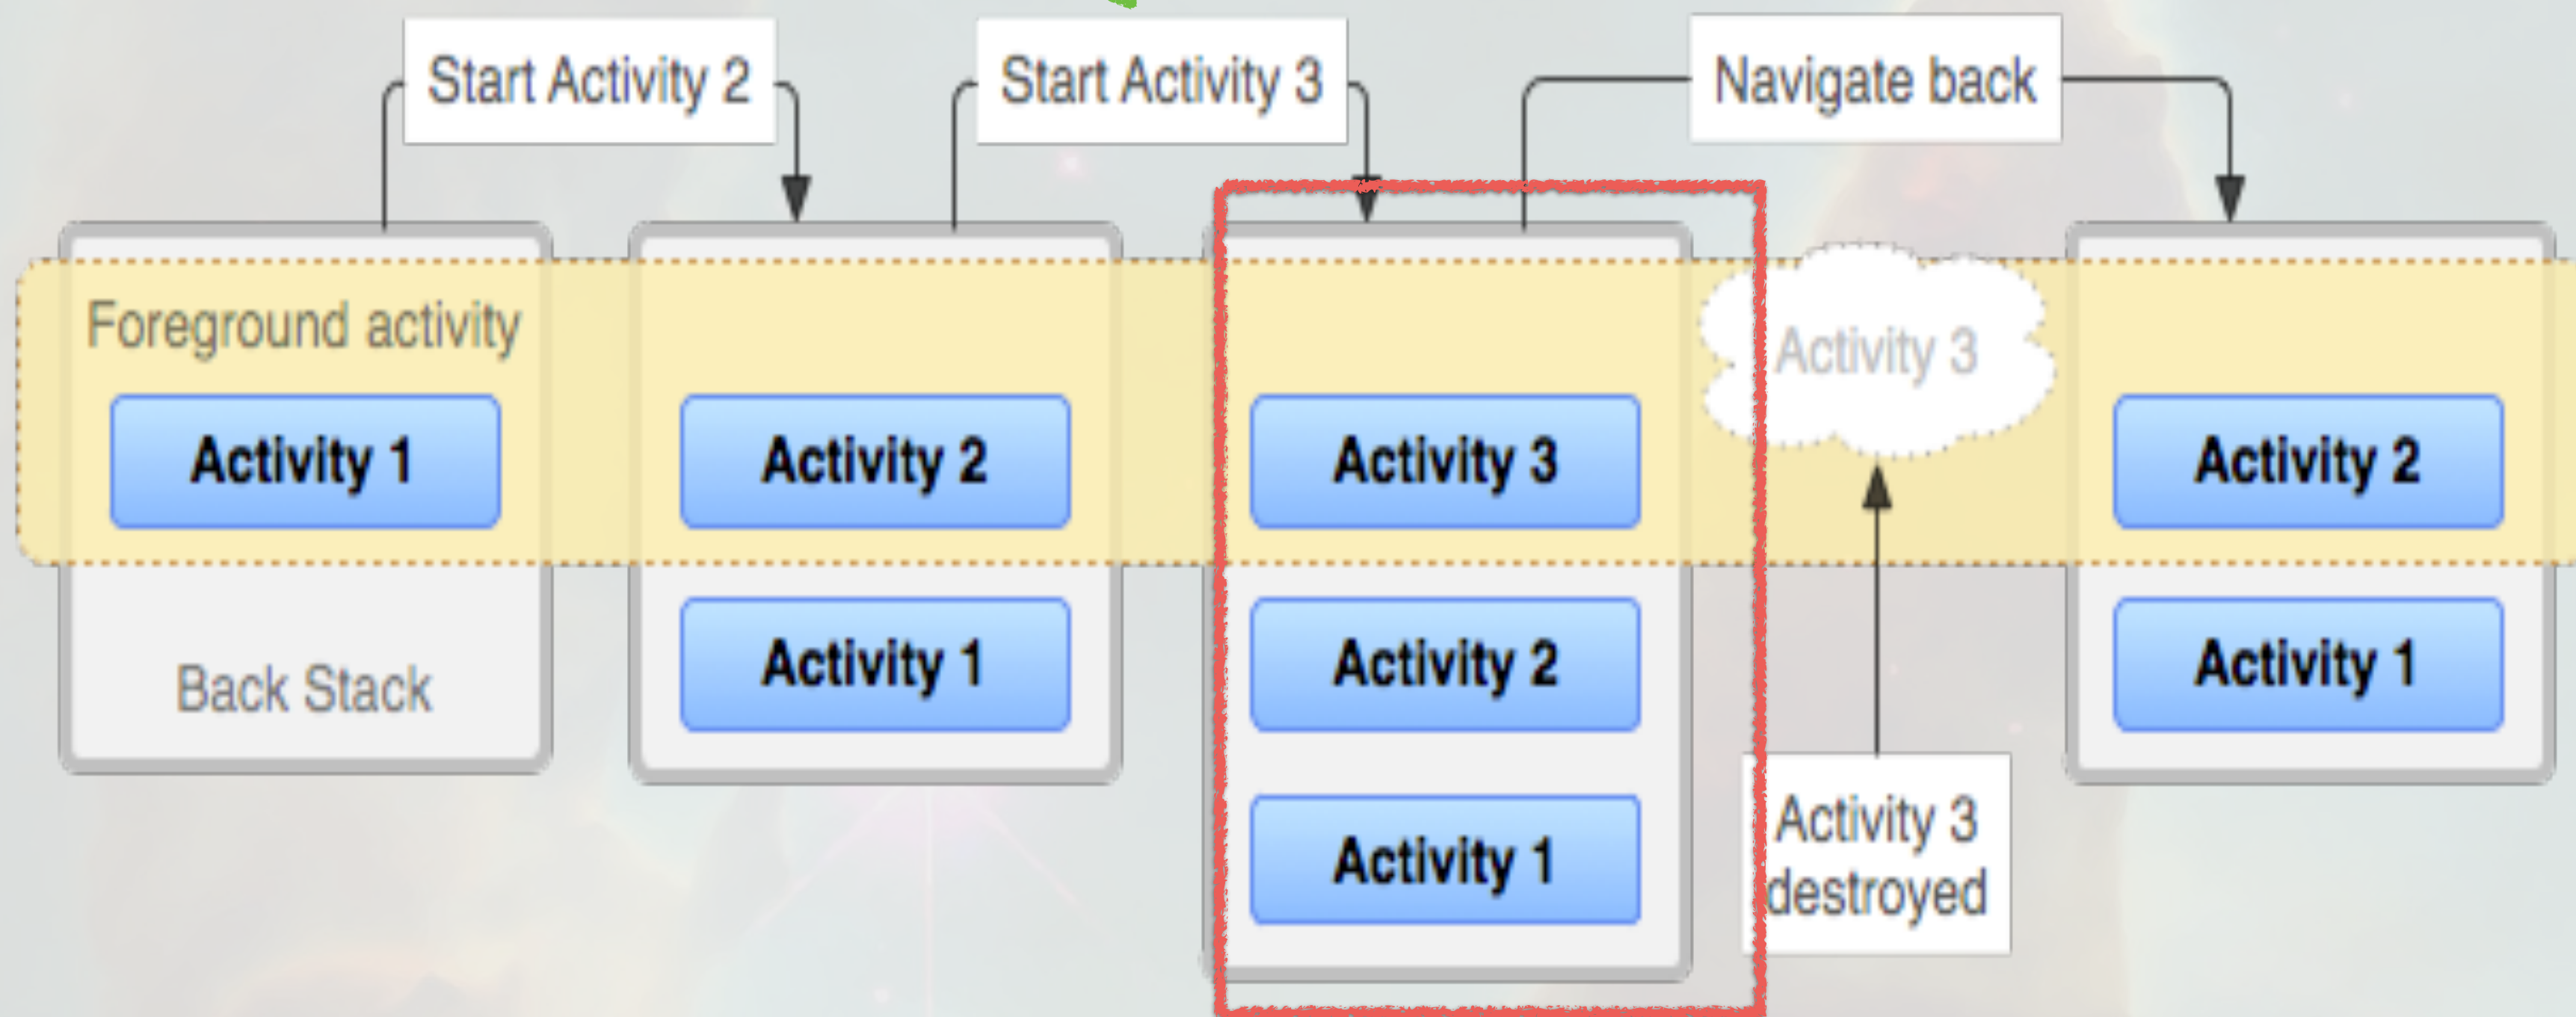 Start Activity 2
Start Activity 3
Navigate back
Foreground activity
Activity 1
Back Stack
Activity 2
Activity 1
Activity 3
Activity 2
Activity 1
Activity 3
Activity 3
destroyed
Activity 2
Activity 1